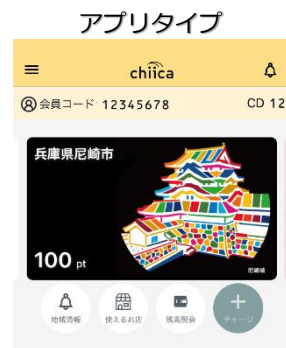 アプリタイプ
chiica
会員コード 12345678 CD 12
兵庫県尼崎市
100 pt
尼崎城
地域情報 使えるお店 残高照会 チャージ